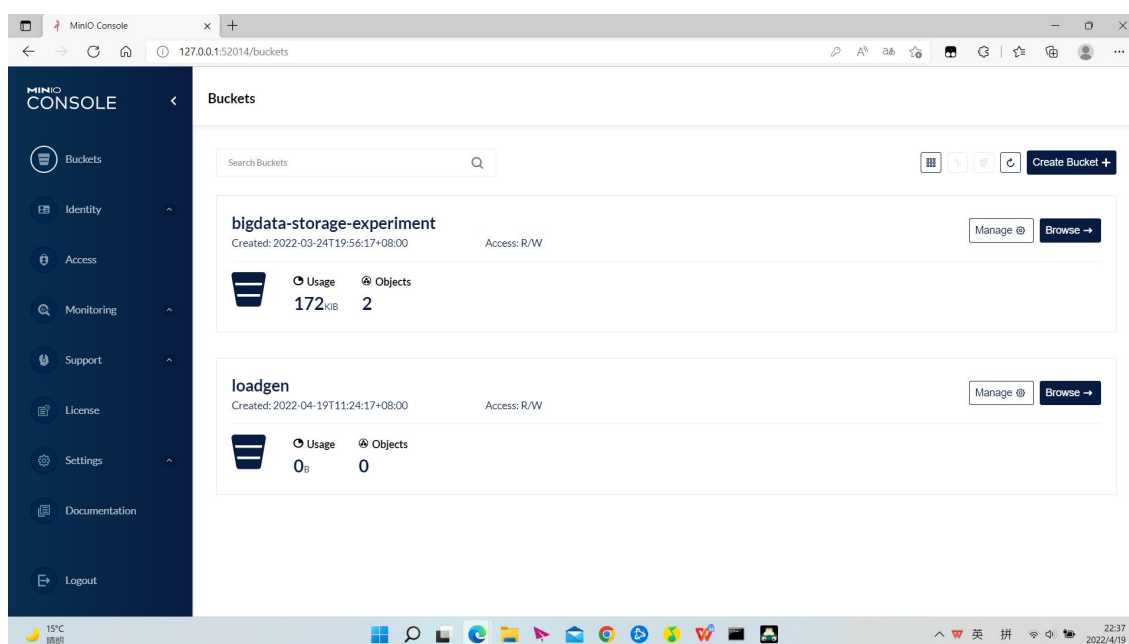 MinIO Console
127.0.0.1:52014/buckets
MINIO
CONSOLE
Buckets
Buckets
Identity
Access
Monitoring
Support
License
Settings
Documentation
Logout
Search Buckets
Create Bucket +
bigdata-storage-experiment
Created: 2022-03-24T19:56:17+08:00 Access: R/W
Manage Browse →
Usage Objects
172 KiB 2
loadgen
Created: 2022-04-19T11:24:17+08:00 Access: R/W
Manage Browse →
Usage Objects
0 B 0
15°C
晴朗
英 拼
22:37
2022/4/19